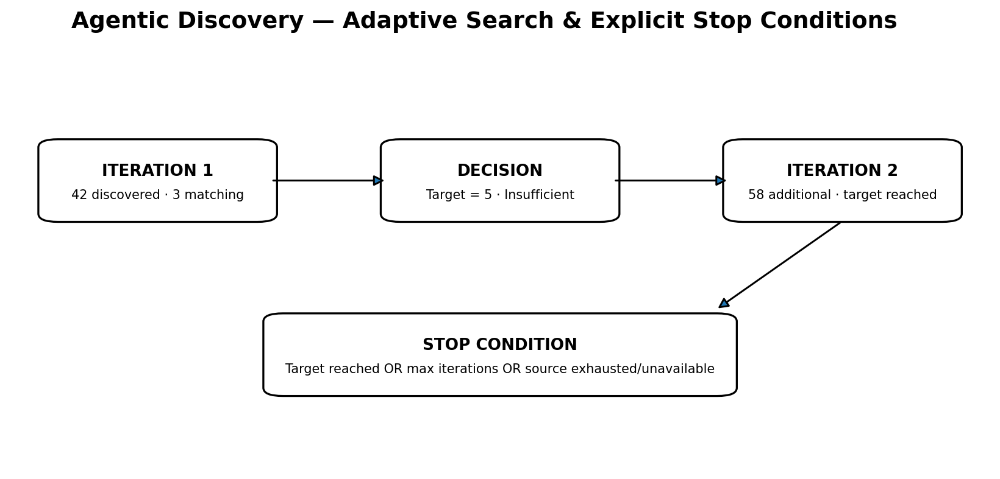 Agentic Discovery — Adaptive Search & Explicit Stop Conditions
ITERATION 1
42 discovered · 3 matching
DECISION
Target = 5 · Insufficient
ITERATION 2
58 additional · target reached
STOP CONDITION
Target reached OR max iterations OR source exhausted/unavailable